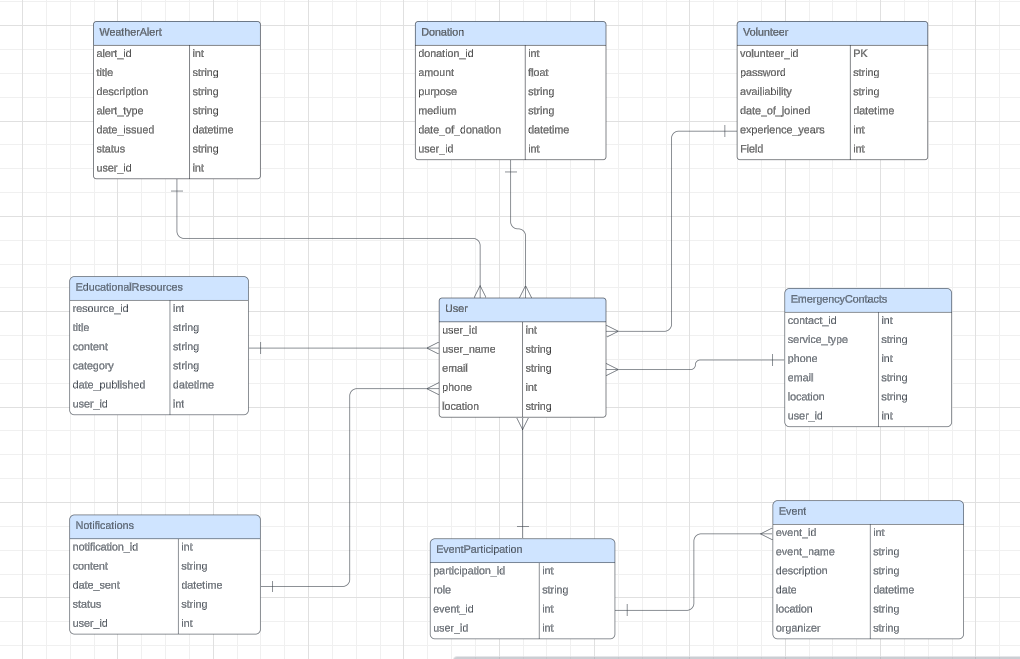 WeatherAlert
alert_id int
title string
description string
alert_type string
date_issued datetime
status string
user_id int
Donation
donation_id int
amount float
purpose string
medium string
date_of_donation datetime
user_id int
Volunteer
volunteer_id PK
password string
availiability string
date_of_joined datetime
experience_years int
Field int
EducationalResources
resource_id int
title string
content string
category string
date_published datetime
user_id int
User
user_id int
user_name string
email string
phone int
location string
EmergencyContacts
contact_id int
service_type string
phone int
email string
location string
user_id int
Notifications
notification_id int
content string
date_sent datetime
status string
user_id int
EventParticipation
participation_id int
role string
event_id int
user_id int
Event
event_id int
event_name string
description string
date datetime
location string
organizer string